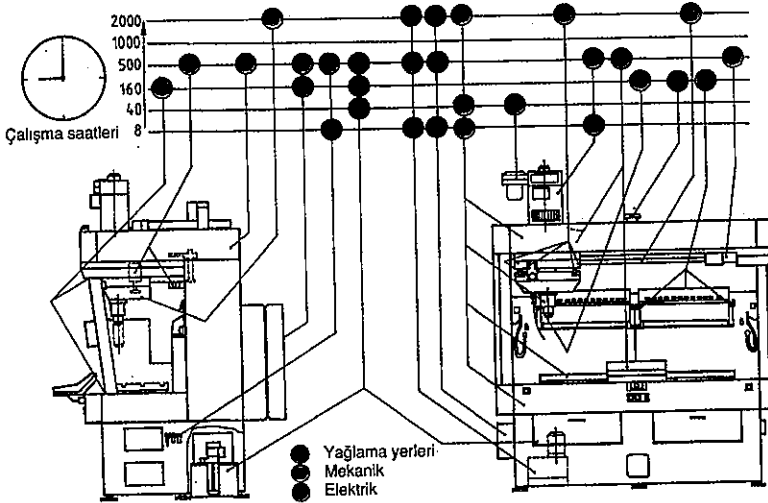 2000
1000
500
160
40
8
Çalışma saatleri
Yağlama yerleri
Mekanik
Elektrik